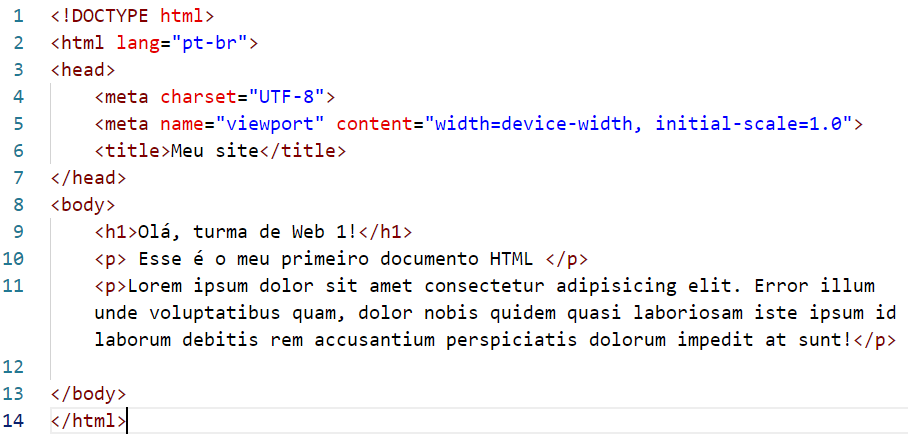 1 <!DOCTYPE html>
2 <html lang="pt-br">
3 <head>
4     <meta charset="UTF-8">
5     <meta name="viewport" content="width=device-width, initial-scale=1.0">
6     <title>Meu site</title>
7 </head>
8 <body>
9     <h1>Olá, turma de Web 1!</h1>
10     <p> Esse é o meu primeiro documento HTML </p>
11     <p>Lorem ipsum dolor sit amet consectetur adipisicing elit. Error illum
unde voluptatibus quam, dolor nobis quidem quasi laboriosam iste ipsum id
laborum debitis rem accusantium perspiciatis dolorum impedit at sunt!</p>
12
13 </body>
14 </html>